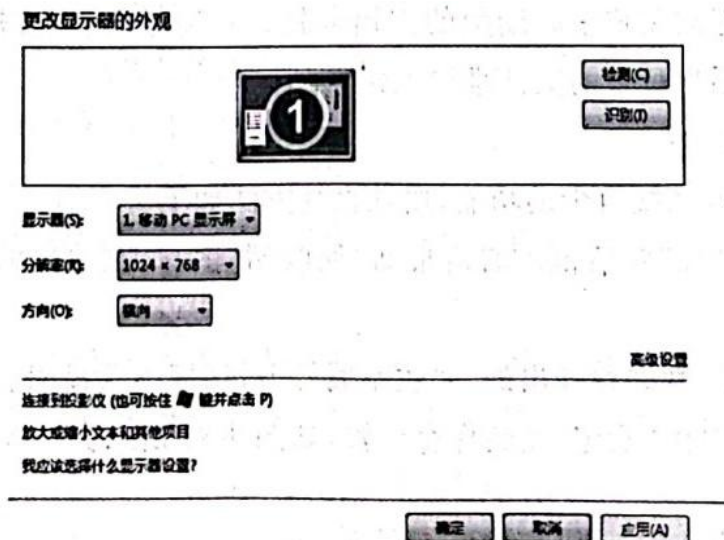 更改显示器的外观
1
检测(C)
识别(I)
显示器(S): 1. 移动 PC 显示屏
分辨率(R): 1024 × 768
方向(O): 横向
高级设置
连接到投影仪 (也可按住 键并点击 P)
放大或缩小文本和其他项目
我应该选择什么显示器设置?
确定 取消 应用(A)